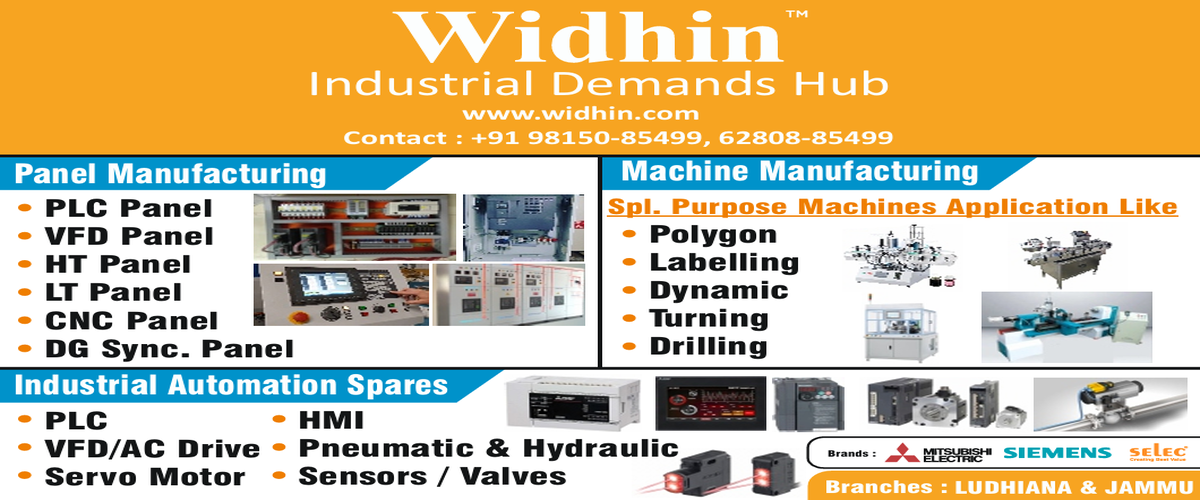 Widhin™
Industrial Demands Hub
www.widhin.com
Contact : +91 98150-85499, 62808-85499
Panel Manufacturing
• PLC Panel
• VFD Panel
• HT Panel
• LT Panel
• CNC Panel
• DG Sync. Panel
Machine Manufacturing
Spl. Purpose Machines Application Like
• Polygon
• Labelling
• Dynamic
• Turning
• Drilling
Industrial Automation Spares
• PLC
• VFD/AC Drive
• Servo Motor
• HMI
• Pneumatic & Hydraulic
• Sensors / Valves
Brands : MITSUBISHI ELECTRIC SIEMENS selec
Creating Best Value
Branches : LUDHIANA & JAMMU